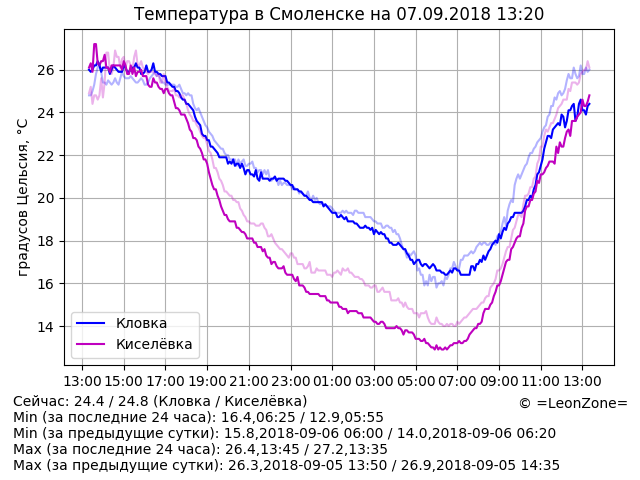 Температура в Смоленске на 07.09.2018 13:20
градусов Цельсия, °C
26
24
22
20
18
16
14
Кловка
Киселёвка
13:00 15:00 17:00 19:00 21:00 23:00 01:00 03:00 05:00 07:00 09:00 11:00 13:00
Сейчас: 24.4 / 24.8 (Кловка / Киселёвка)
© =LeonZone=
Min (за последние 24 часа): 16.4,06:25 / 12.9,05:55
Min (за предыдущие сутки): 15.8,2018-09-06 06:00 / 14.0,2018-09-06 06:20
Max (за последние 24 часа): 26.4,13:45 / 27.2,13:35
Max (за предыдущие сутки): 26.3,2018-09-05 13:50 / 26.9,2018-09-05 14:35